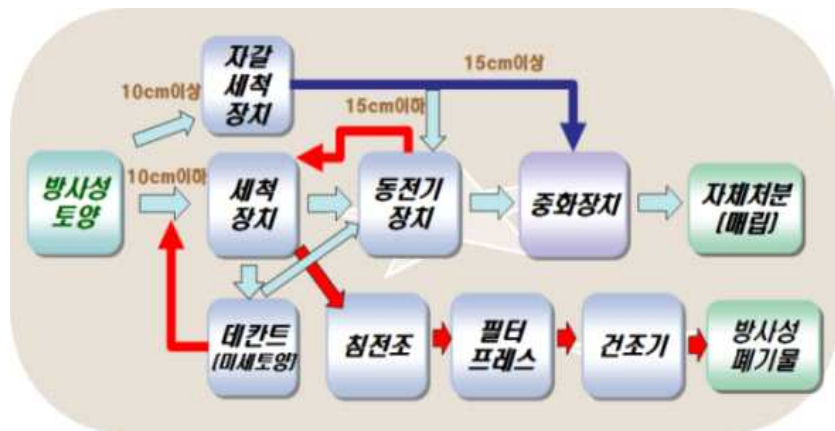 자갈
세척
장치
10cm이상
15cm이상
15cm이하
방사성
토양
10cm이하
세척
장치
동전기
장치
중화장치
자체처분
(매립)
데칸트
(미세토양)
침전조
필터
프레스
건조기
방사성
폐기물